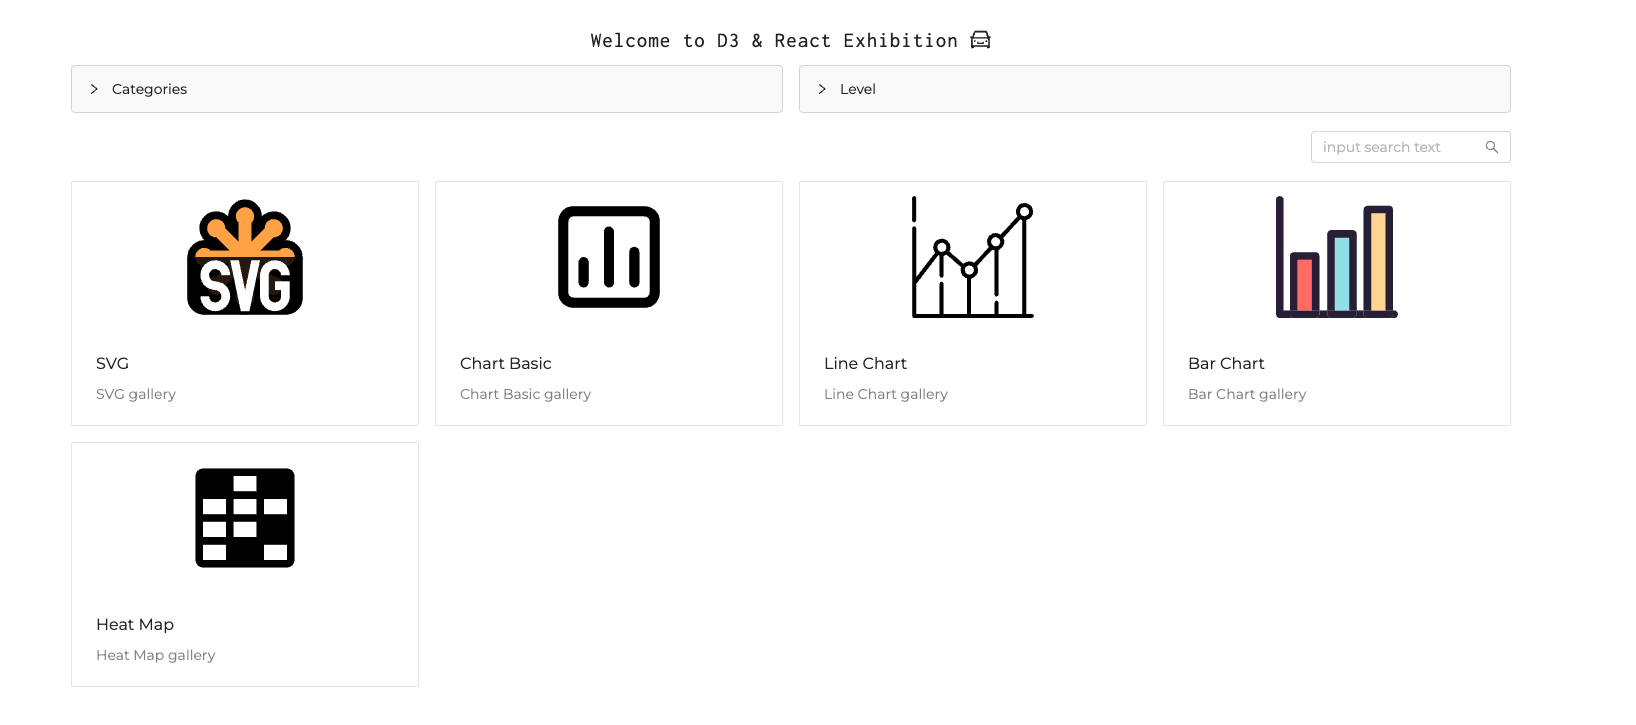 Welcome to D3 & React Exhibition
Categories
Level
input search text
SVG
SVG
SVG gallery
Chart Basic
Chart Basic gallery
Line Chart
Line Chart gallery
Bar Chart
Bar Chart gallery
Heat Map
Heat Map gallery